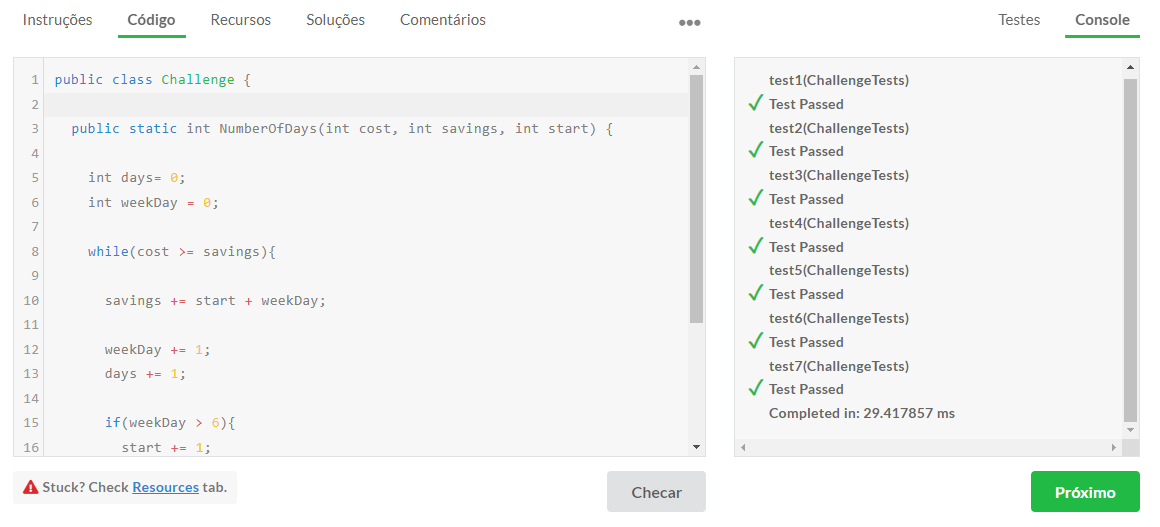 Instruções Código Recursos Soluções Comentários ••• Testes Console
1 public class Challenge {
2
3 public static int NumberOfDays(int cost, int savings, int start) {
4
5 int days= 0;
6 int weekDay = 0;
7
8 while(cost >= savings){
9
10 savings += start + weekDay;
11
12 weekDay += 1;
13 days += 1;
14
15 if(weekDay > 6){
16 start += 1;
Stuck? Check Resources tab.
Checar
test1(ChallengeTests)
Test Passed
test2(ChallengeTests)
Test Passed
test3(ChallengeTests)
Test Passed
test4(ChallengeTests)
Test Passed
test5(ChallengeTests)
Test Passed
test6(ChallengeTests)
Test Passed
test7(ChallengeTests)
Test Passed
Completed in: 29.417857 ms
Próximo